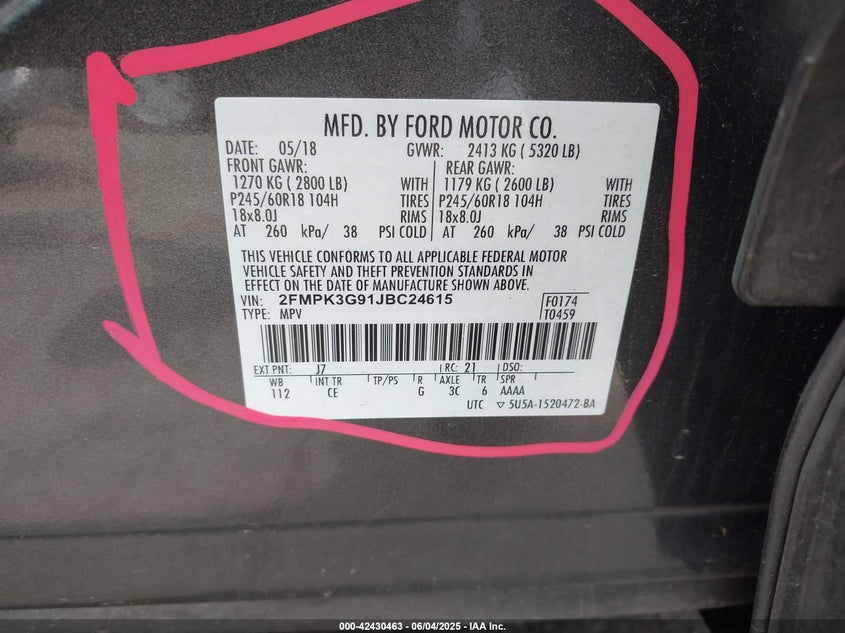 MFD. BY FORD MOTOR CO.
DATE: 05/18 GVWR: 2413 KG ( 5320 LB)
FRONT GAWR: REAR GAWR:
1270 KG ( 2800 LB) WITH 1179 KG ( 2600 LB) WITH
P245/60R18 104H TIRES P245/60R18 104H TIRES
18x8.0J RIMS 18x8.0J RIMS
AT 260 kPa/ 38 PSI COLD AT 260 kPa/ 38 PSI COLD
THIS VEHICLE CONFORMS TO ALL APPLICABLE FEDERAL MOTOR
VEHICLE SAFETY AND THEFT PREVENTION STANDARDS IN
EFFECT ON THE DATE OF MANUFACTURE SHOWN ABOVE.
VIN: 2FMPK3G91JBC24615 F0174
TYPE: MPV T0459
EXT PNT: J7 RC: 21 DSO:
WB INT TR TP/PS R AXLE TR SPR
112 CE G 3C 6 AAAA
UTC ▽ 5U5A-1520472-BA
000-42430463 - 06/04/2025 - IAA Inc.